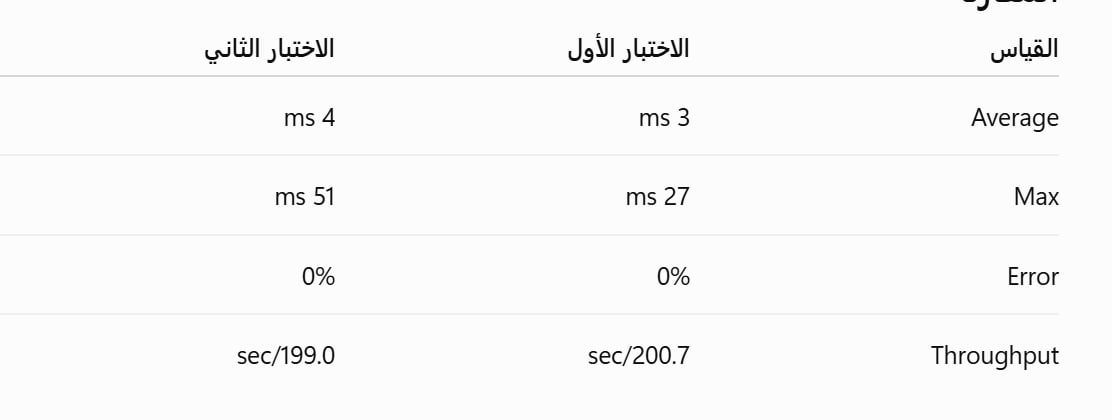 المقارنة
القياس الاختبار الأول الاختبار الثاني
Average 3 ms 4 ms
Max 27 ms 51 ms
Error 0% 0%
Throughput 200.7/sec 199.0/sec